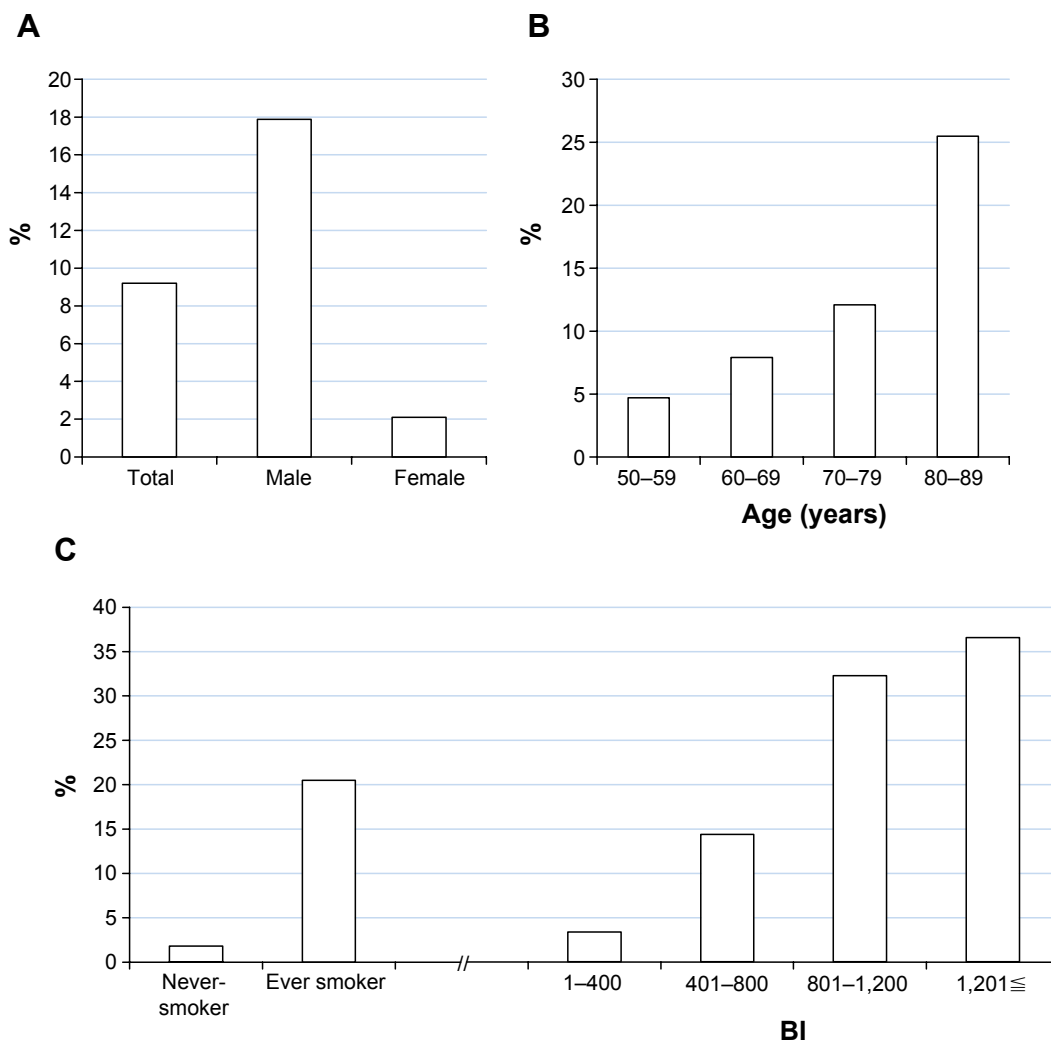 A
%
20
18
16
14
12
10
8
6
4
2
0
Total Male Female
B
%
30
25
20
15
10
5
0
50–59 60–69 70–79 80–89
Age (years)
C
%
40
35
30
25
20
15
10
5
0
Never-
smoker
Ever smoker
//
1–400 401–800 801–1,200 1,201≦
BI